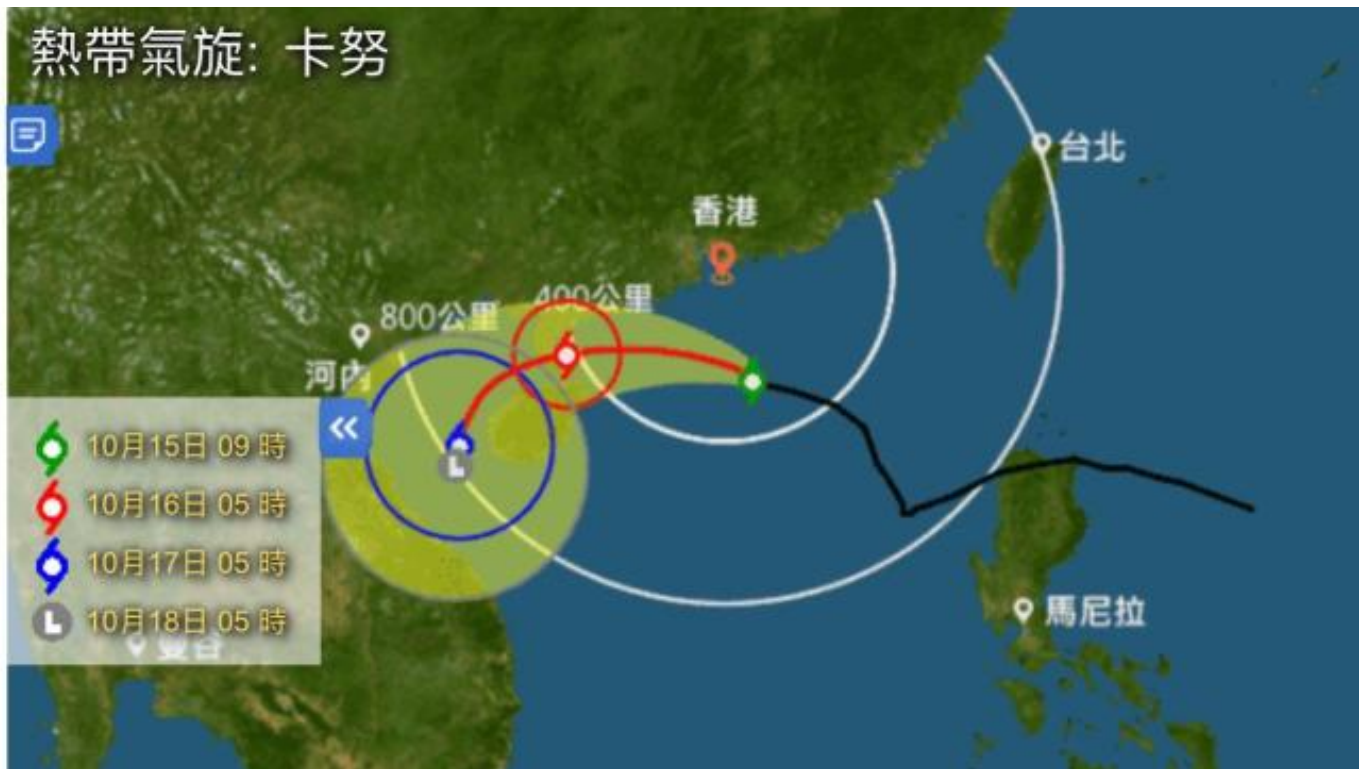 熱帶氣旋: 卡努
台北
香港
400公里
800公里
河內
10月15日 09 時
10月16日 05 時
10月17日 05 時
L 10月18日 05 時
馬尼拉
曼谷
L